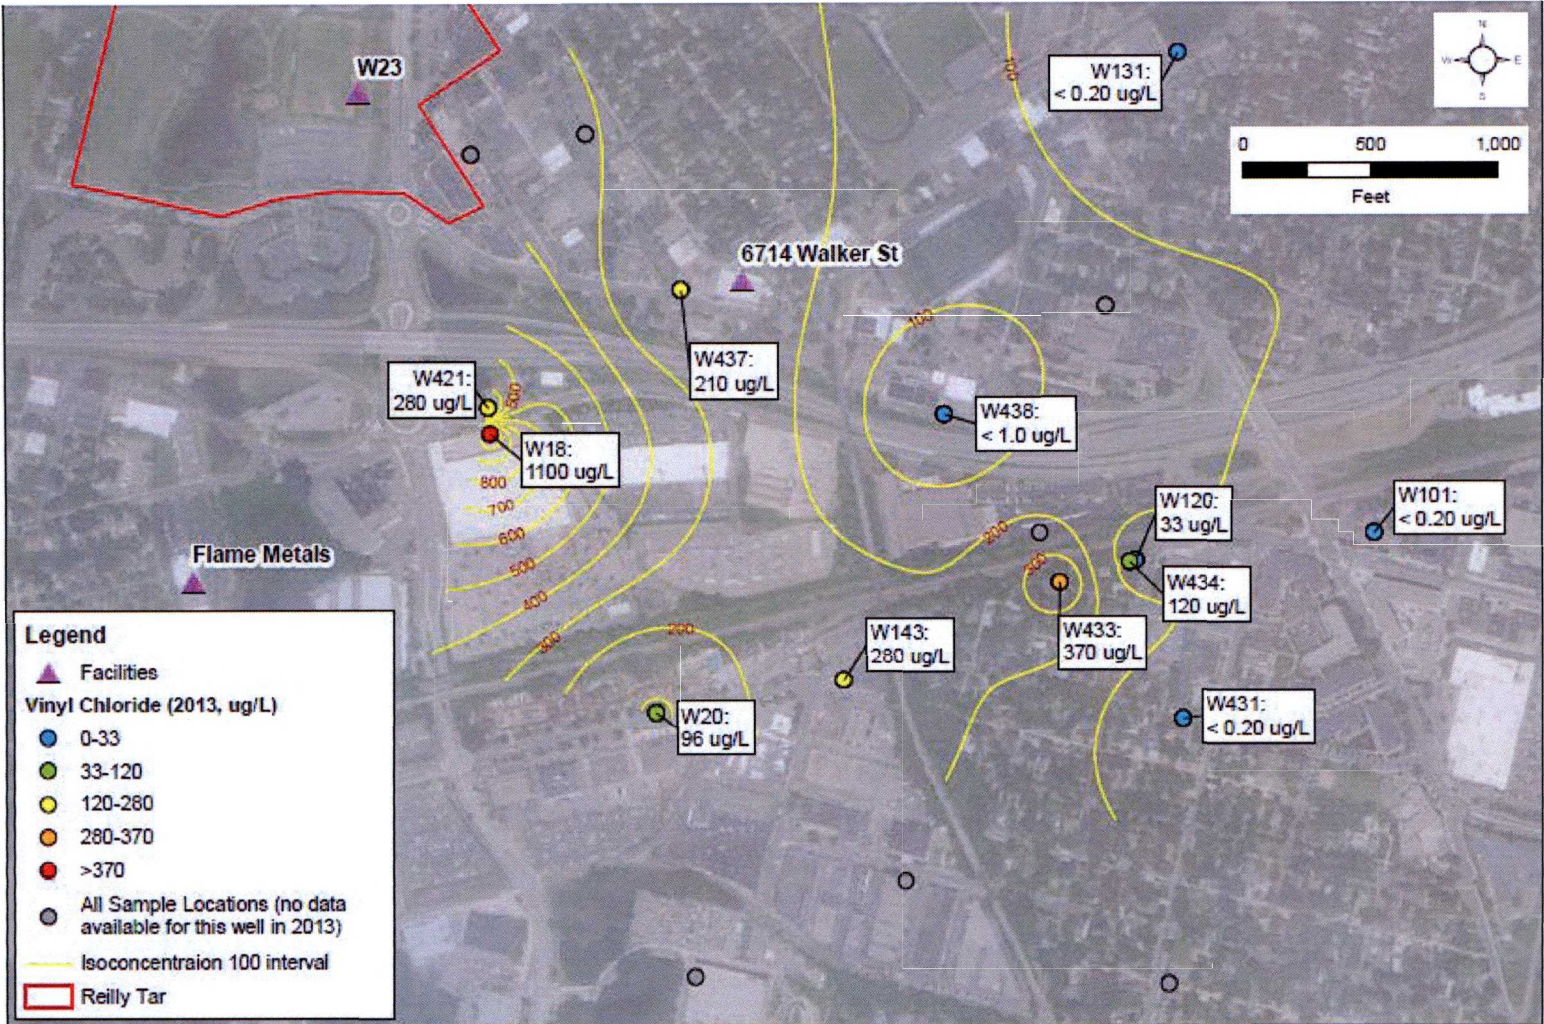 N
W
E
S
W23
W131:
< 0.20 ug/L
100
0 500 1,000
Feet
6714 Walker St
100
W437:
210 ug/L
W421:
280 ug/L
500
W438:
< 1.0 ug/L
W18:
1100 ug/L
800
700
600
500
400
300
W120:
33 ug/L
W101:
< 0.20 ug/L
200
300
Flame Metals
W434:
120 ug/L
W143:
280 ug/L
W433:
370 ug/L
200
W20:
96 ug/L
W431:
< 0.20 ug/L
Legend
Facilities
Vinyl Chloride (2013, ug/L)
0-33
33-120
120-280
280-370
>370
All Sample Locations (no data
available for this well in 2013)
Isoconcentraion 100 interval
Reilly Tar